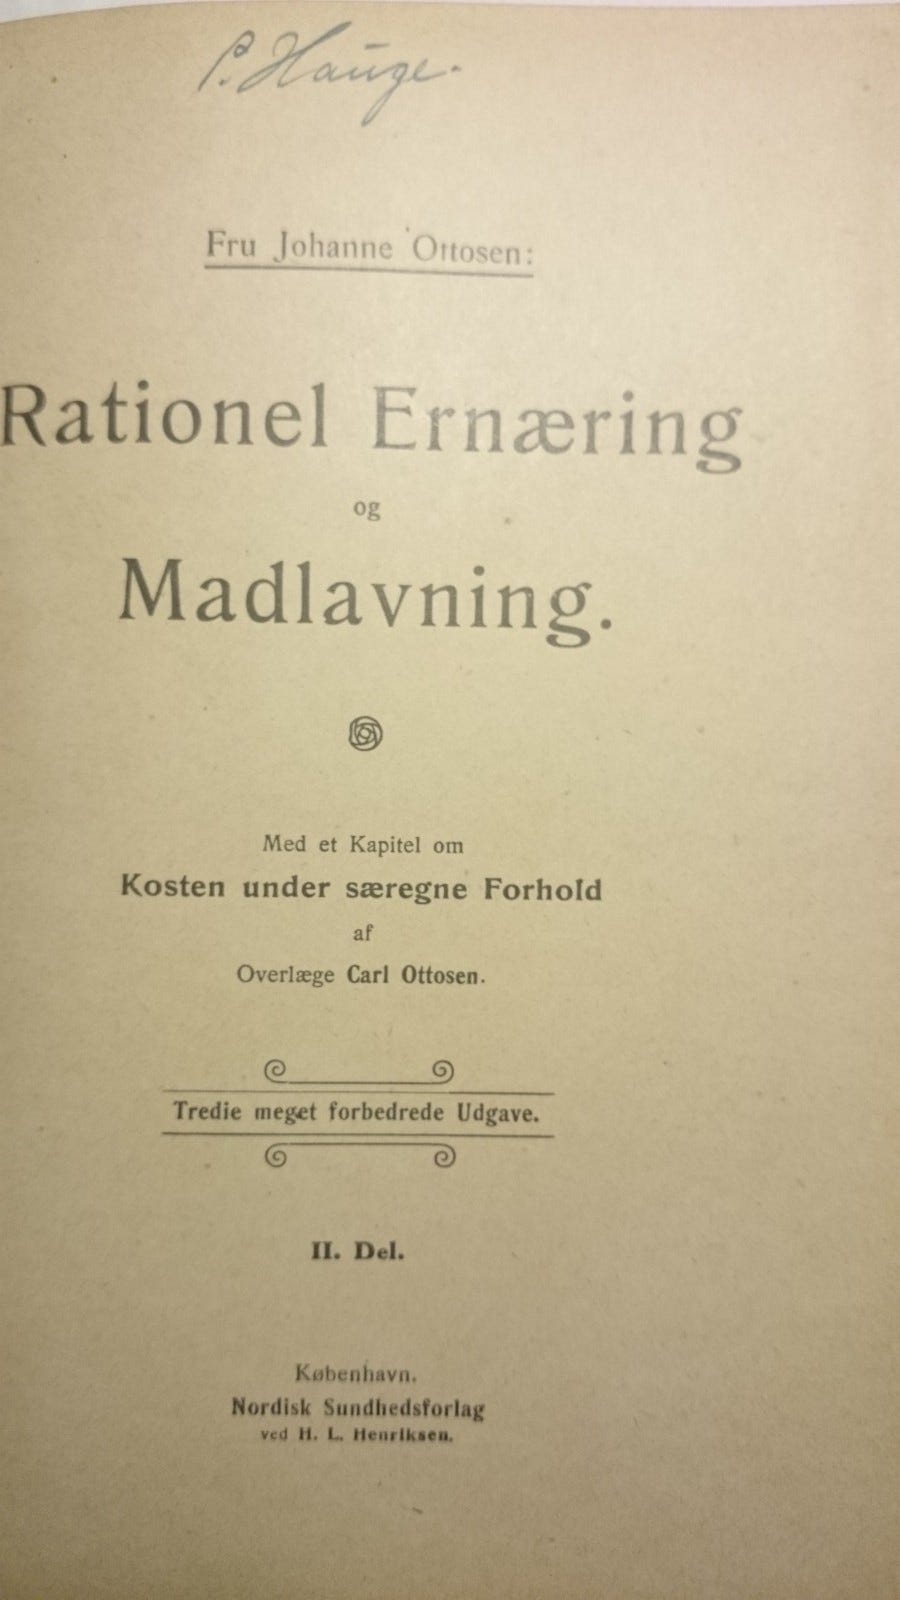 P. Hauge.
Fru Johanne Ottosen:
Rationel Ernæring
og
Madlavning.
Med et Kapitel om
Kosten under særegne Forhold
af
Overlæge Carl Ottosen.
Tredie meget forbedrede Udgave.
II. Del.
København.
Nordisk Sundhedsforlag
ved H. L. Henriksen.